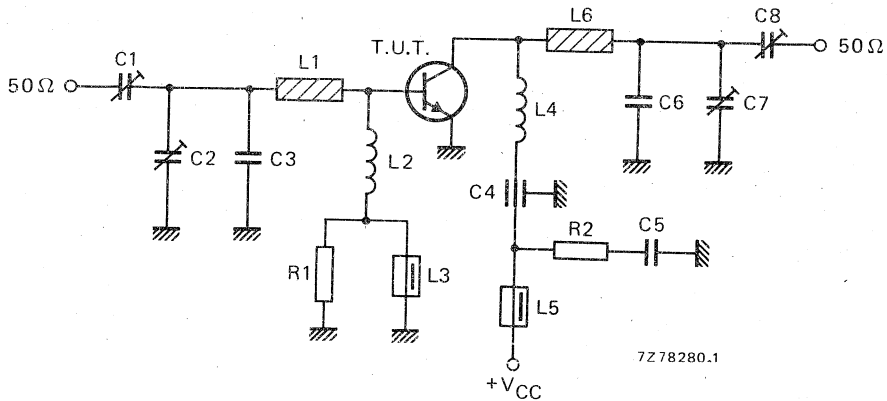 L6
C8
T.U.T.
50Ω
C1
L1
50Ω
C6
C7
L4
C2
C3
L2
C4
R2
C5
R1
L3
L5
7Z78280.1
+VCC